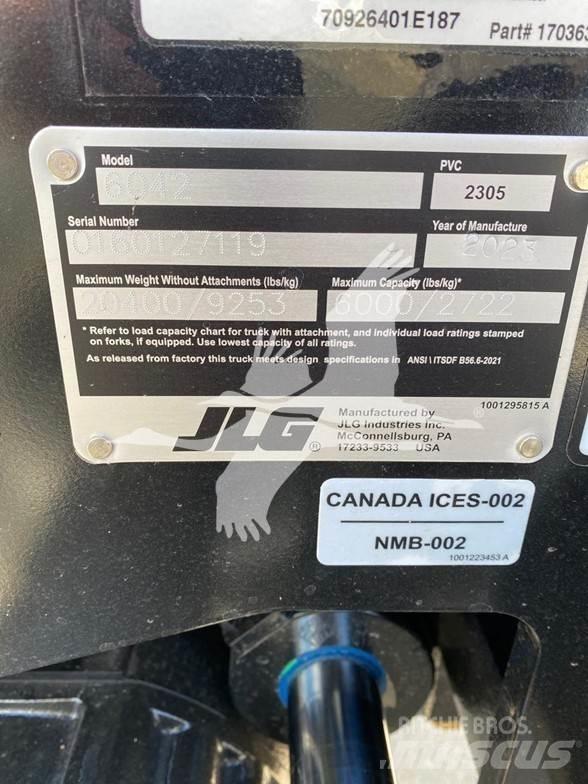 70926401E187
Part# 170363
Model
6042
PVC
2305
Serial Number
0160127119
Year of Manufacture
2023
Maximum Weight Without Attachments (lbs/kg)
20400/9253
Maximum Capacity (lbs/kg)*
6000/2722
* Refer to load capacity chart for truck with attachment, and individual load ratings stamped
on forks, if equipped. Use lowest capacity of all ratings.
As released from factory this truck meets design specifications in ANSI \ ITSDF B56.6-2021
1001295815 A
JLG®
Manufactured by
JLG Industries Inc.
McConnellsburg, PA
17233-9533 USA
®
CANADA ICES-002
NMB-002
1001223453 A
RITCHIE BROS.
MASCUS